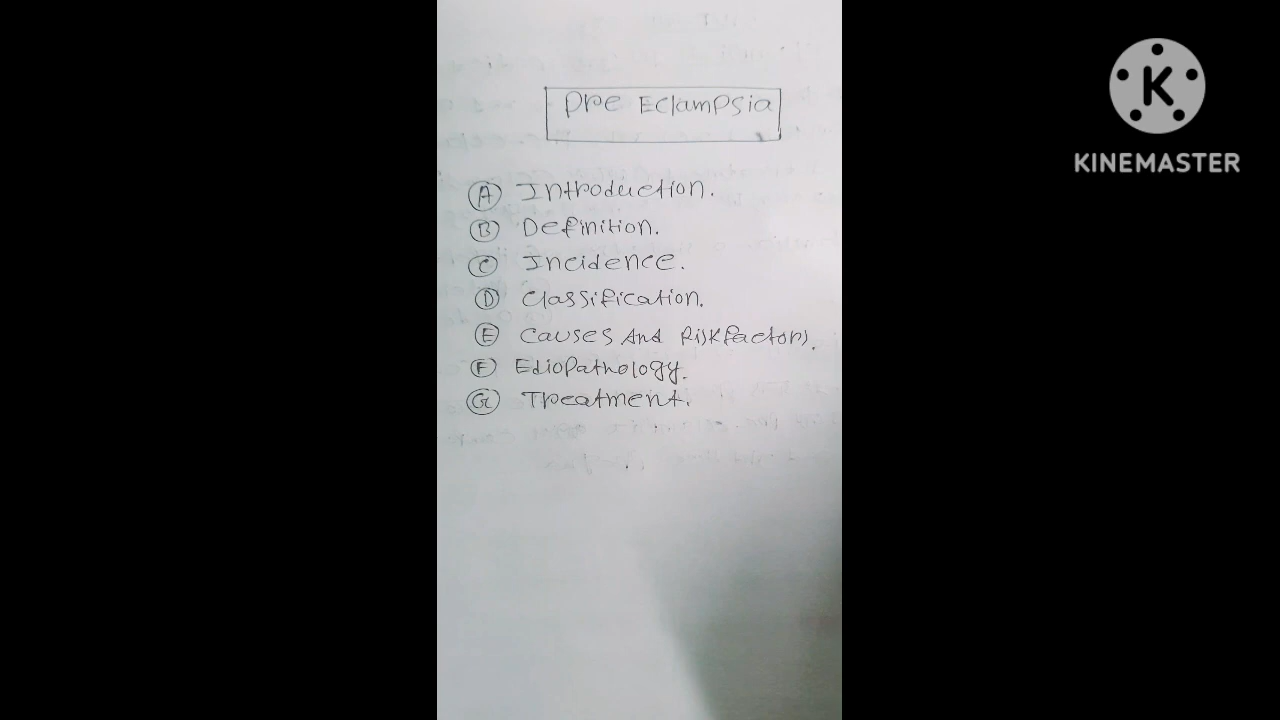 Pre Eclampsia
A Introduction.
B Definition.
C Incidence.
D Classification.
E Causes And Riskfactors.
F Ediopathology.
G Treatment.
K
KINEMASTER